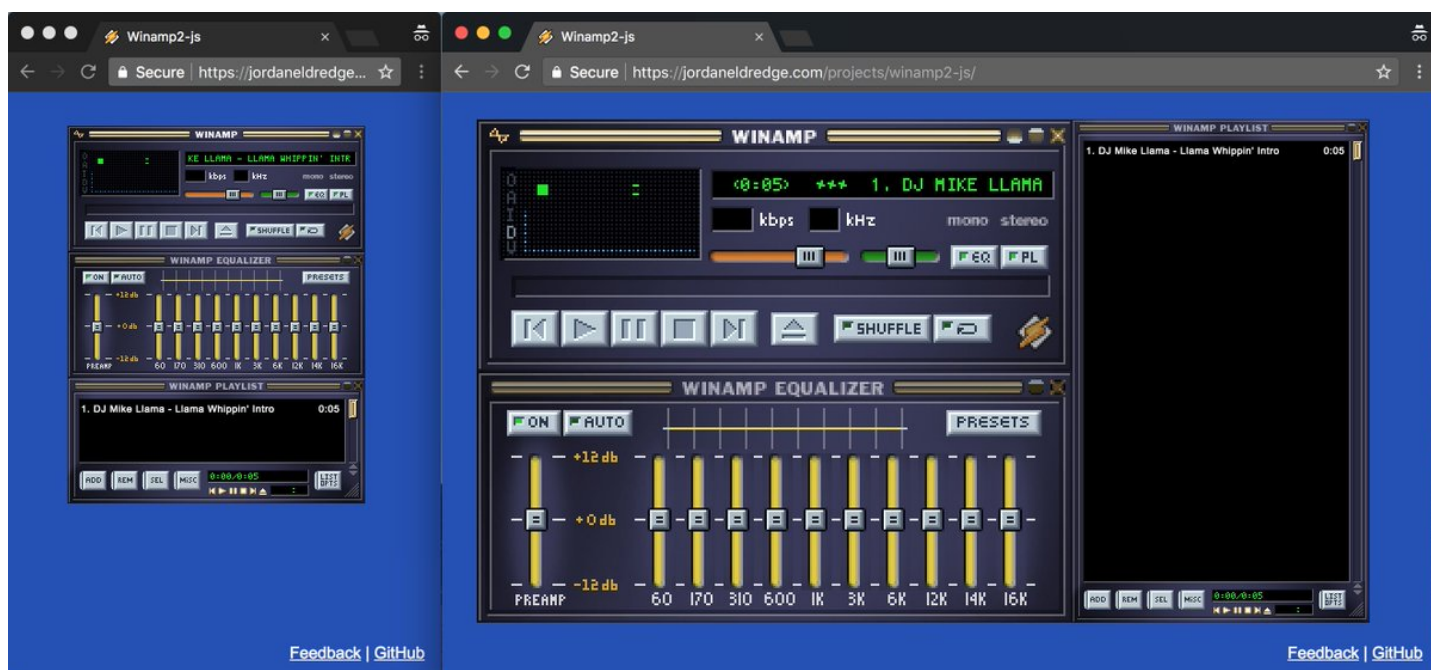 Winamp2-js
Secure | https://jordaneldredge...
WINAMP
O
A
I
D
V
KE LLAMA - LLAMA WHIPPIN' INTR
kbps kHz mono stereo
EQ PL
SHUFFLE
WINAMP EQUALIZER
ON AUTO PRESETS
+12 db
+0 db
-12 db
PREAMP 60 170 310 600 1K 3K 6K 12K 14K 16K
WINAMP PLAYLIST
1. DJ Mike Llama - Llama Whippin' Intro 0:05
ADD REM SEL MISC 0:00/0:05 LIST OPTS
:
Feedback | GitHub
Winamp2-js
Secure | https://jordaneldredge.com/projects/winamp2-js/
WINAMP
O
A
I
D
V
(0:05) *** 1. DJ MIKE LLAMA
kbps kHz mono stereo
EQ PL
SHUFFLE
WINAMP EQUALIZER
ON AUTO PRESETS
+12 db
+0 db
-12 db
PREAMP 60 170 310 600 1K 3K 6K 12K 14K 16K
WINAMP PLAYLIST
1. DJ Mike Llama - Llama Whippin' Intro 0:05
ADD REM SEL MISC 0:00/0:05 LIST OPTS
:
Feedback | GitHub